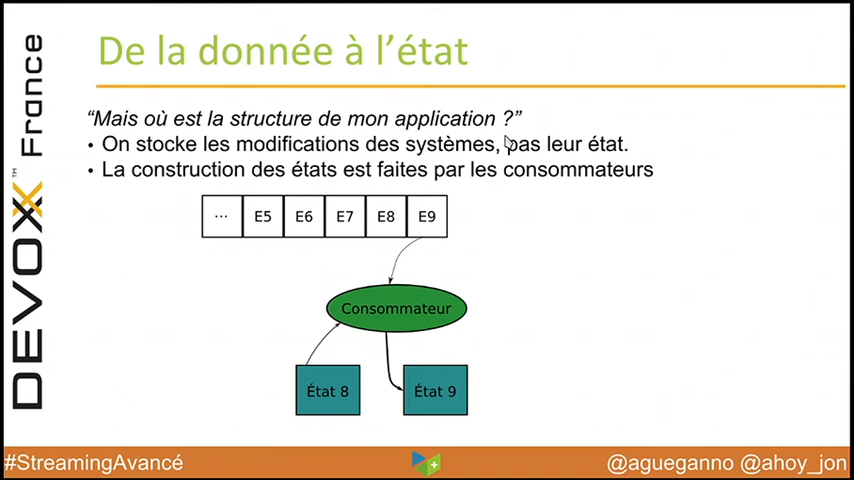 De la donnée à l’état
“Mais où est la structure de mon application ?”
• On stocke les modifications des systèmes, pas leur état.
• La construction des états est faites par les consommateurs
... E5 E6 E7 E8 E9
Consommateur
État 8 État 9
DEVOXX™ France
#StreamingAvancé @agueganno @ahoy_jon